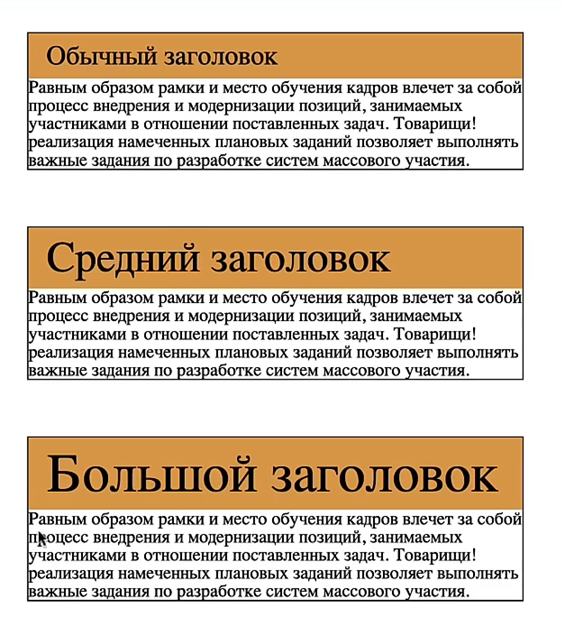 Обычный заголовок
Равным образом рамки и место обучения кадров влечет за собой
процесс внедрения и модернизации позиций, занимаемых
участниками в отношении поставленных задач. Товарищи!
реализация намеченных плановых заданий позволяет выполнять
важные задания по разработке систем массового участия.
Средний заголовок
Равным образом рамки и место обучения кадров влечет за собой
процесс внедрения и модернизации позиций, занимаемых
участниками в отношении поставленных задач. Товарищи!
реализация намеченных плановых заданий позволяет выполнять
важные задания по разработке систем массового участия.
Большой заголовок
Равным образом рамки и место обучения кадров влечет за собой
процесс внедрения и модернизации позиций, занимаемых
участниками в отношении поставленных задач. Товарищи!
реализация намеченных плановых заданий позволяет выполнять
важные задания по разработке систем массового участия.